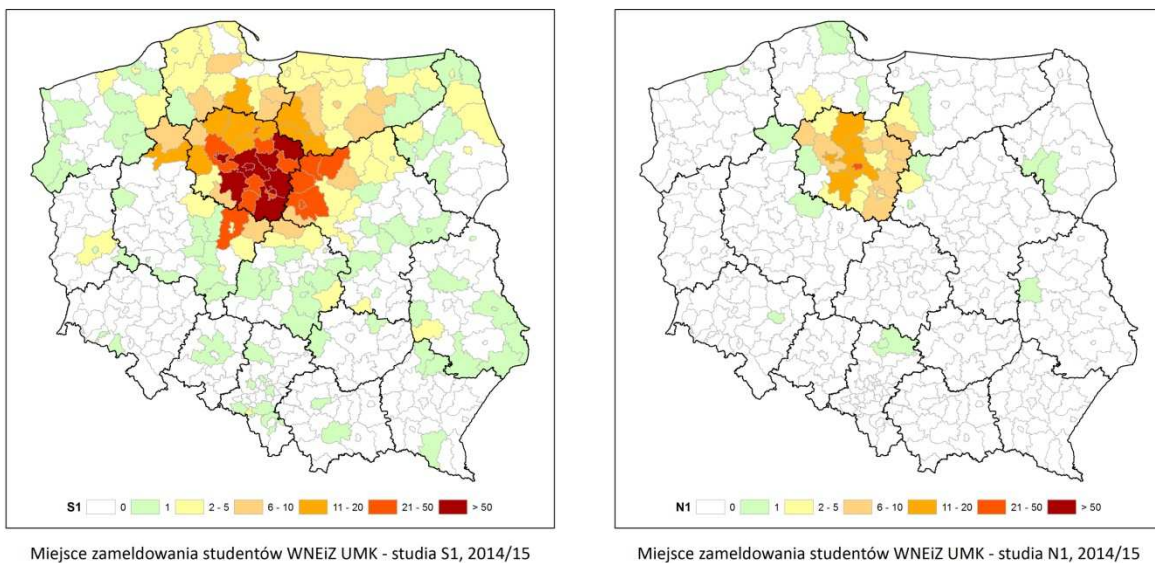 S1 0 1 2 - 5 6 - 10 11 - 20 21 - 50 > 50
Miejsce zameldowania studentów WNEiZ UMK - studia S1, 2014/15
N1 0 1 2 - 5 6 - 10 11 - 20 21 - 50 > 50
Miejsce zameldowania studentów WNEiZ UMK - studia N1, 2014/15